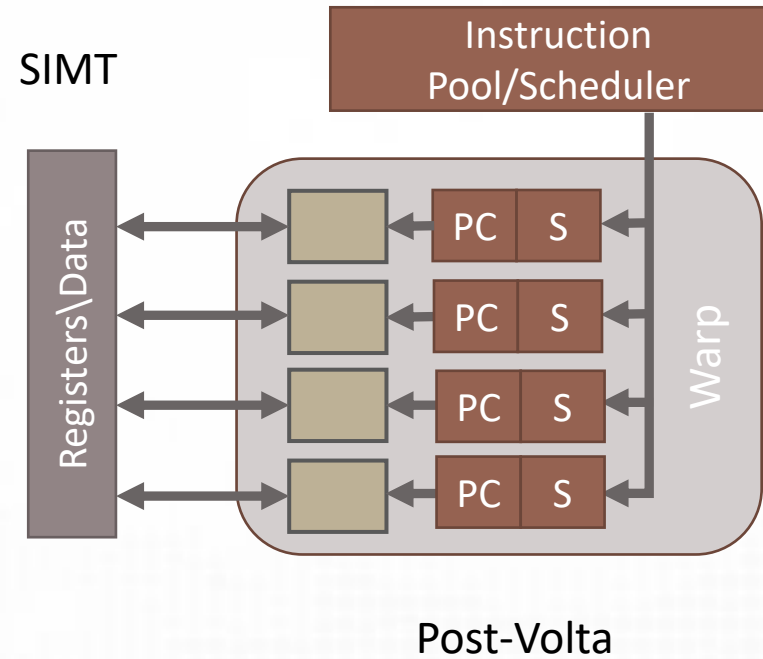 SIMT
Instruction
Pool/Scheduler
Registers\Data
PC S
PC S
PC S
PC S
Warp
Post-Volta